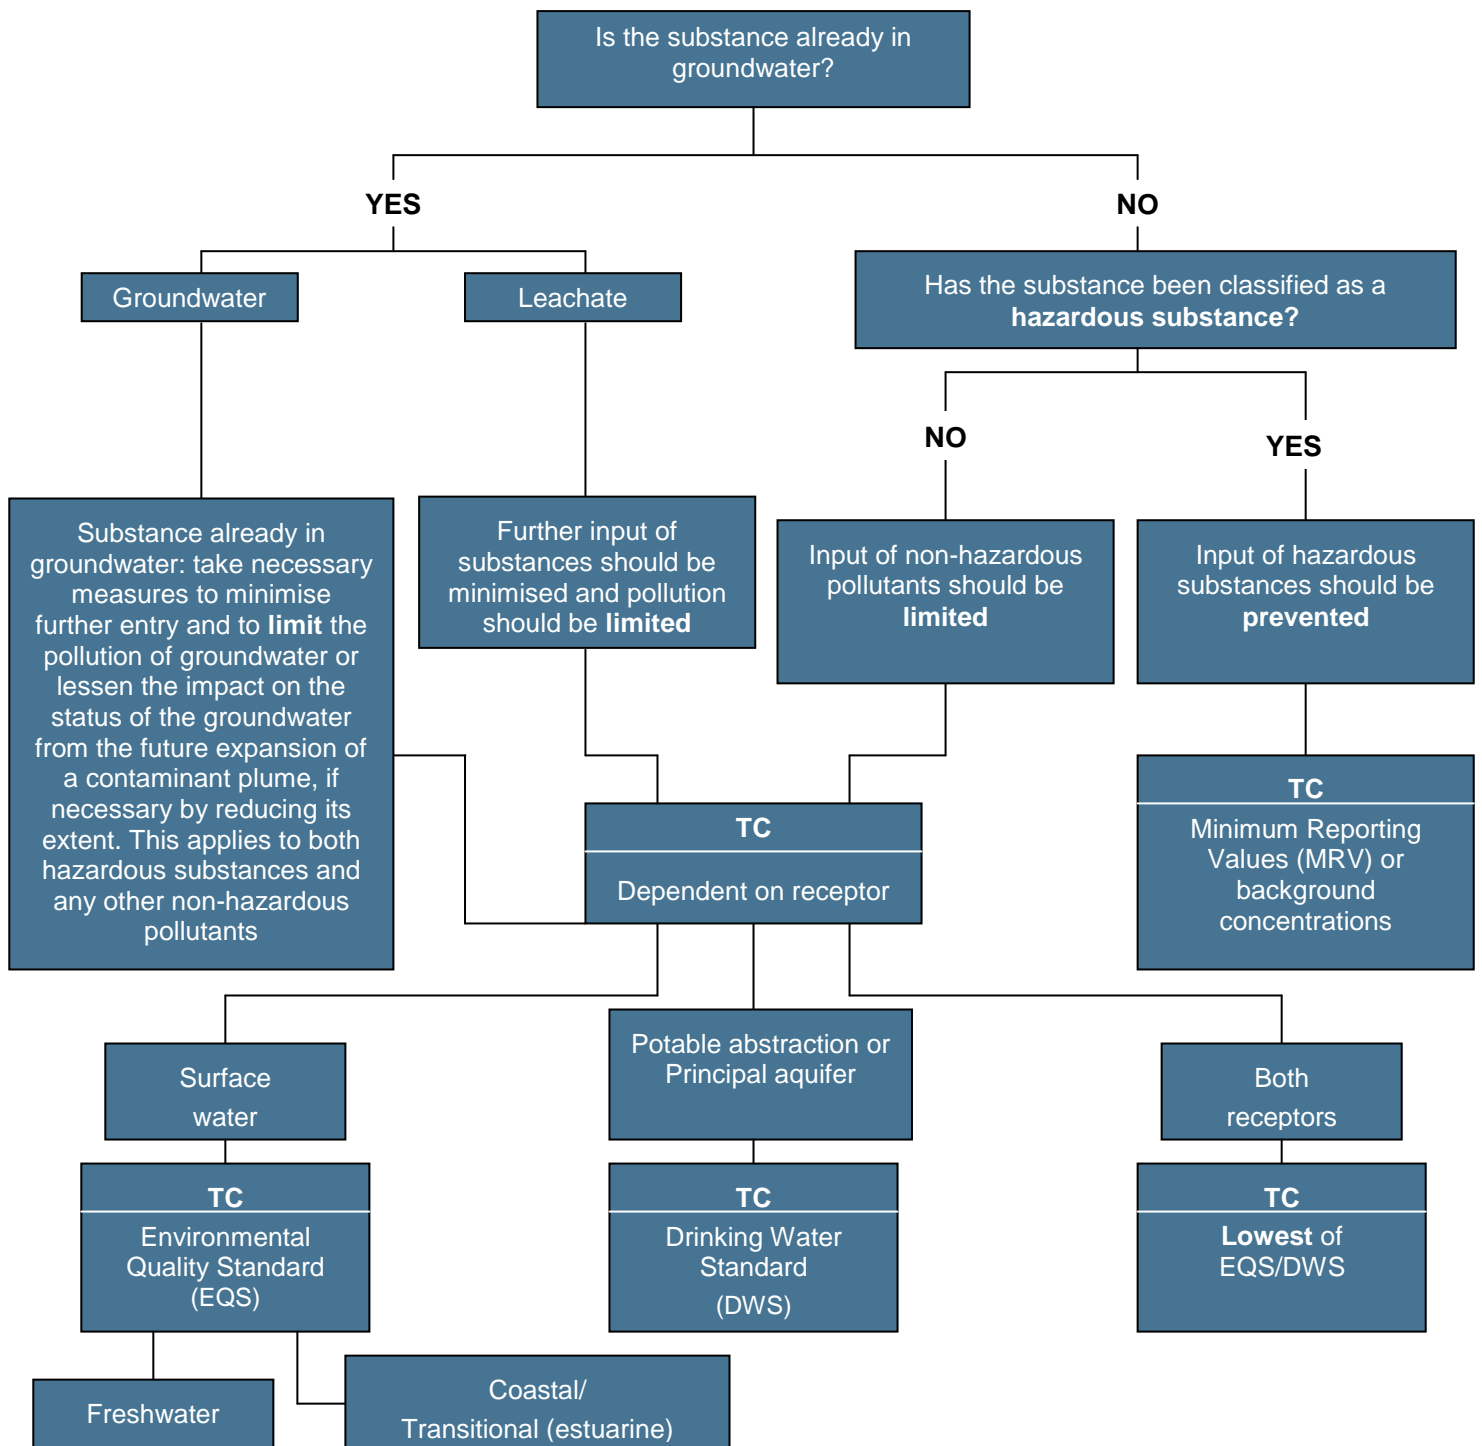 Is the substance already in
groundwater?
YES
NO
Groundwater
Leachate
Has the substance been classified as a
hazardous substance?
NO
YES
Substance already in
groundwater: take necessary
measures to minimise
further entry and to limit the
pollution of groundwater or
lessen the impact on the
status of the groundwater
from the future expansion of
a contaminant plume, if
necessary by reducing its
extent. This applies to both
hazardous substances and
any other non-hazardous
pollutants
Further input of
substances should be
minimised and pollution
should be limited
Input of non-hazardous
pollutants should be
limited
Input of hazardous
substances should be
prevented
TC
Dependent on receptor
TC
Minimum Reporting
Values (MRV) or
background
concentrations
Surface
water
Potable abstraction or
Principal aquifer
Both
receptors
TC
Environmental
Quality Standard
(EQS)
TC
Drinking Water
Standard
(DWS)
TC
Lowest of
EQS/DWS
Freshwater
Coastal/
Transitional (estuarine)